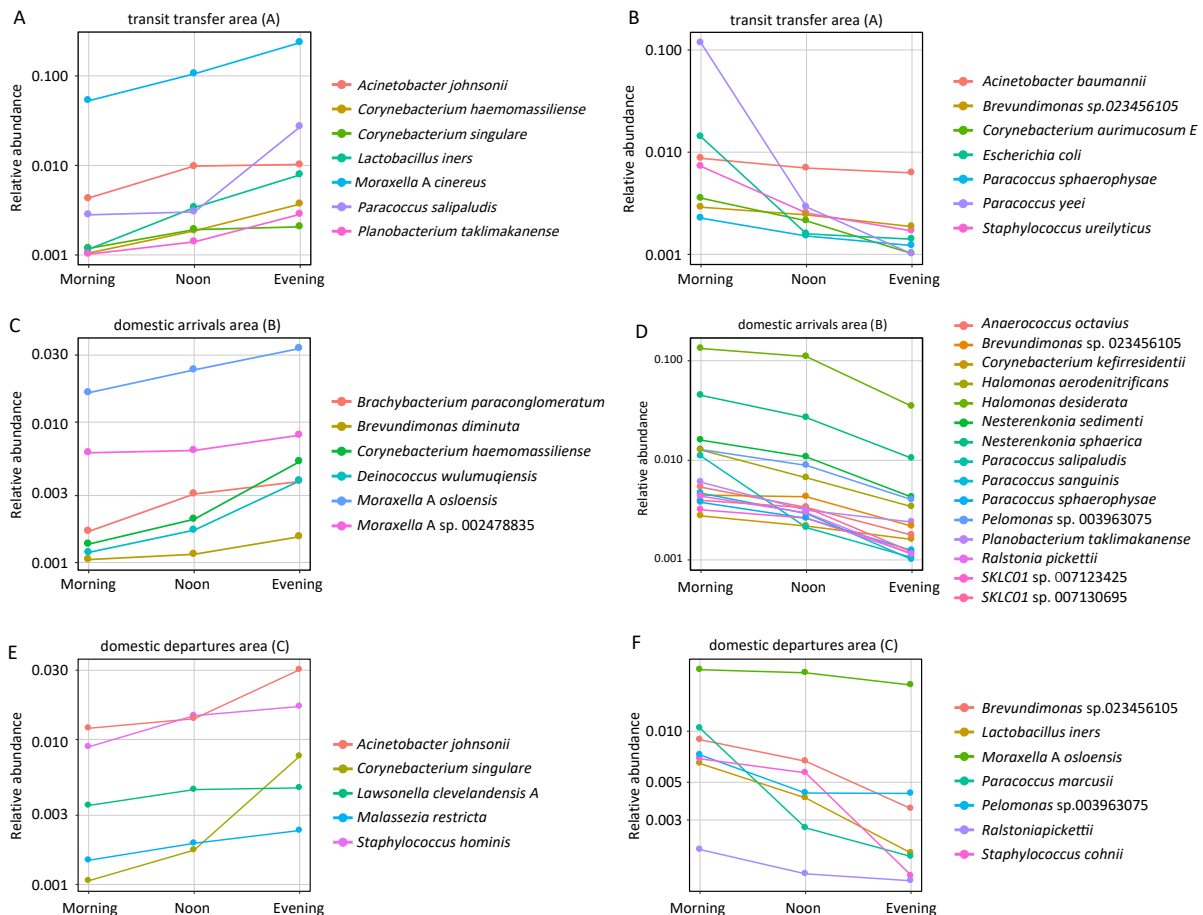 A
transit transfer area (A)
Relative abundance
0.100
0.010
0.001
Morning
Noon
Evening
Acinetobacter johnsonii
Corynebacterium haemomassiliense
Corynebacterium singulare
Lactobacillus iners
Moraxella A cinereus
Paracoccus salipaludis
Planobacterium taklimakanense
B
transit transfer area (A)
Relative abundance
0.100
0.010
0.001
Morning
Noon
Evening
Acinetobacter baumannii
Brevundimonas sp.023456105
Corynebacterium aurimucosum E
Escherichia coli
Paracoccus sphaerophysae
Paracoccus yeei
Staphylococcus ureilyticus
C
domestic arrivals area (B)
Relative abundance
0.030
0.010
0.003
0.001
Morning
Noon
Evening
Brachybacterium paraconglomeratum
Brevundimonas diminuta
Corynebacterium haemomassiliense
Deinococcus wulumuqiensis
Moraxella A osloensis
Moraxella A sp. 002478835
D
domestic arrivals area (B)
Relative abundance
0.100
0.010
0.001
Morning
Noon
Evening
Anaerococcus octavius
Brevundimonas sp. 023456105
Corynebacterium kefirresidentii
Halomonas aerodenitrificans
Halomonas desiderata
Nesterenkonia sedimenti
Nesterenkonia sphaerica
Paracoccus salipaludis
Paracoccus sanguinis
Paracoccus sphaerophysae
Pelomonas sp. 003963075
Planobacterium taklimakanense
Ralstonia pickettii
SKLC01 sp. 007123425
SKLC01 sp. 007130695
E
domestic departures area (C)
Relative abundance
0.030
0.010
0.003
0.001
Morning
Noon
Evening
Acinetobacter johnsonii
Corynebacterium singulare
Lawsonella clevelandensis A
Malassezia restricta
Staphylococcus hominis
F
domestic departures area (C)
Relative abundance
0.010
0.005
0.003
Morning
Noon
Evening
Brevundimonas sp.023456105
Lactobacillus iners
Moraxella A osloensis
Paracoccus marcusii
Pelomonas sp.003963075
Ralstoniapickettii
Staphylococcus cohnii